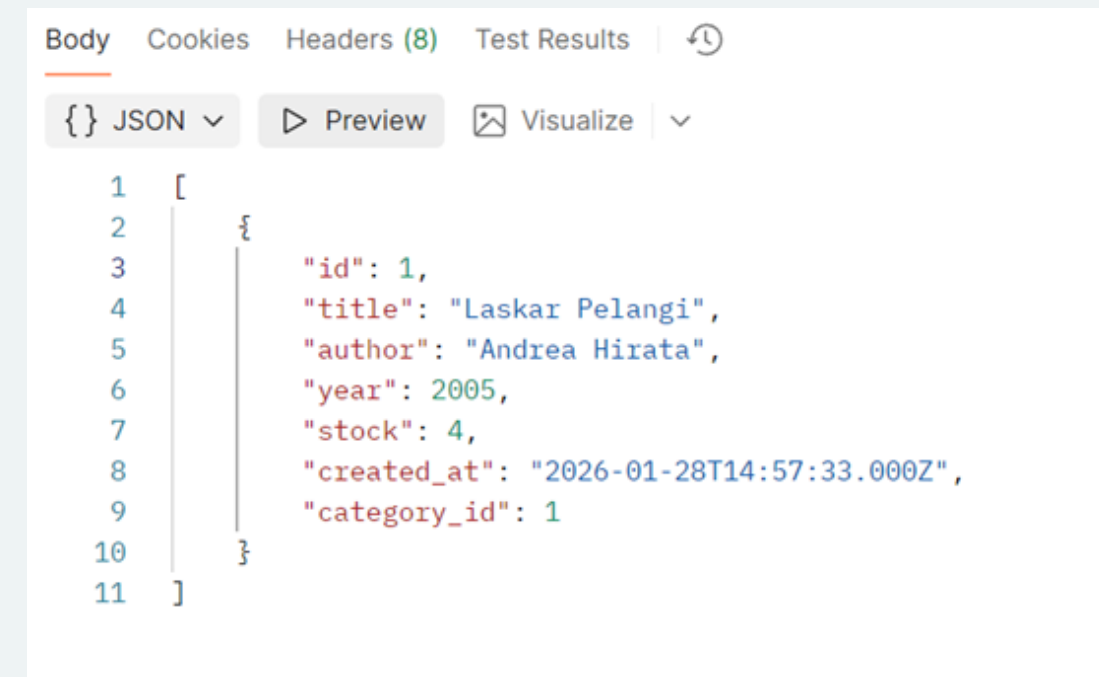 Body Cookies Headers (8) Test Results
{} JSON Preview Visualize
1 [
2 {
3 "id": 1,
4 "title": "Laskar Pelangi",
5 "author": "Andrea Hirata",
6 "year": 2005,
7 "stock": 4,
8 "created_at": "2026-01-28T14:57:33.000Z",
9 "category_id": 1
10 }
11 ]